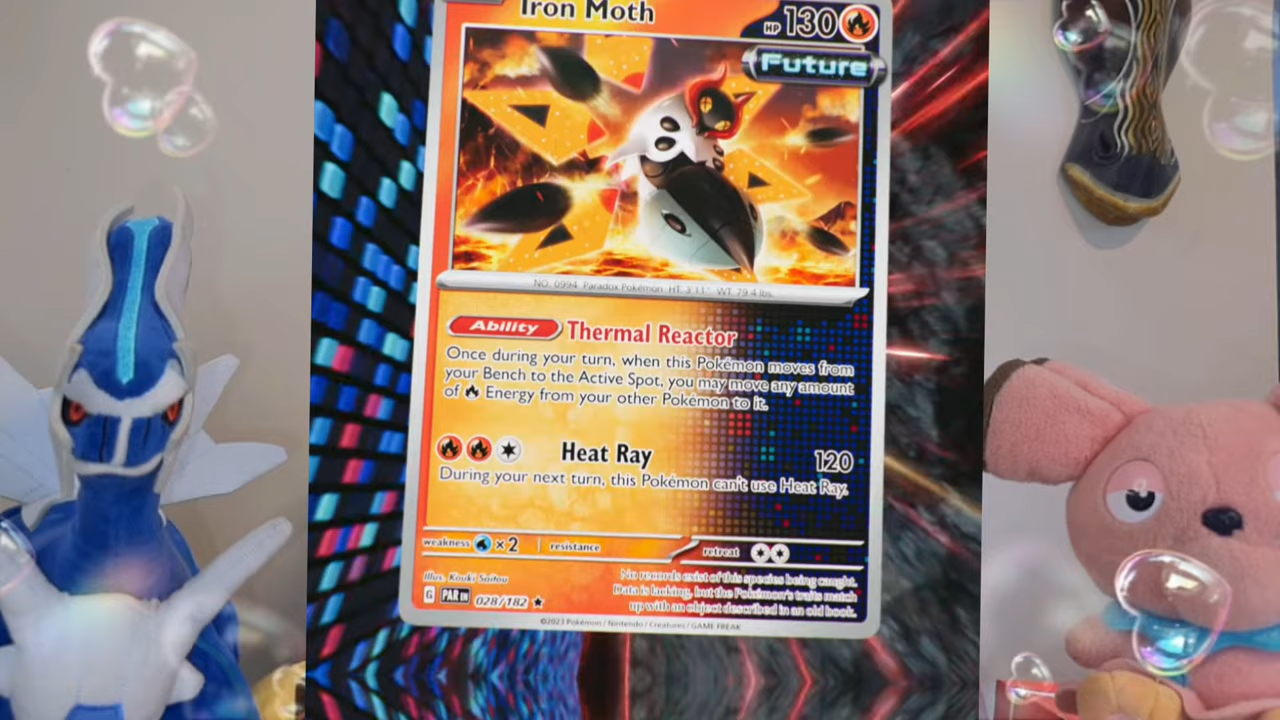 Iron Moth
HP 130
Future
NO. 0994 Paradox Pokémon HT: 3'11" WT: 79.4 lbs.
Ability Thermal Reactor
Once during your turn, when this Pokémon moves from
your Bench to the Active Spot, you may move any amount
of Energy from your other Pokémon to it.
Heat Ray 120
During your next turn, this Pokémon can't use Heat Ray.
weakness ×2 resistance retreat
Illus. Kouki Saitou
G PAR EN 028/182 ★
No records exist of this species being caught.
Data is lacking, but the Pokémon's traits match
up with an object described in an old book.
©2023 Pokémon / Nintendo / Creatures / GAME FREAK